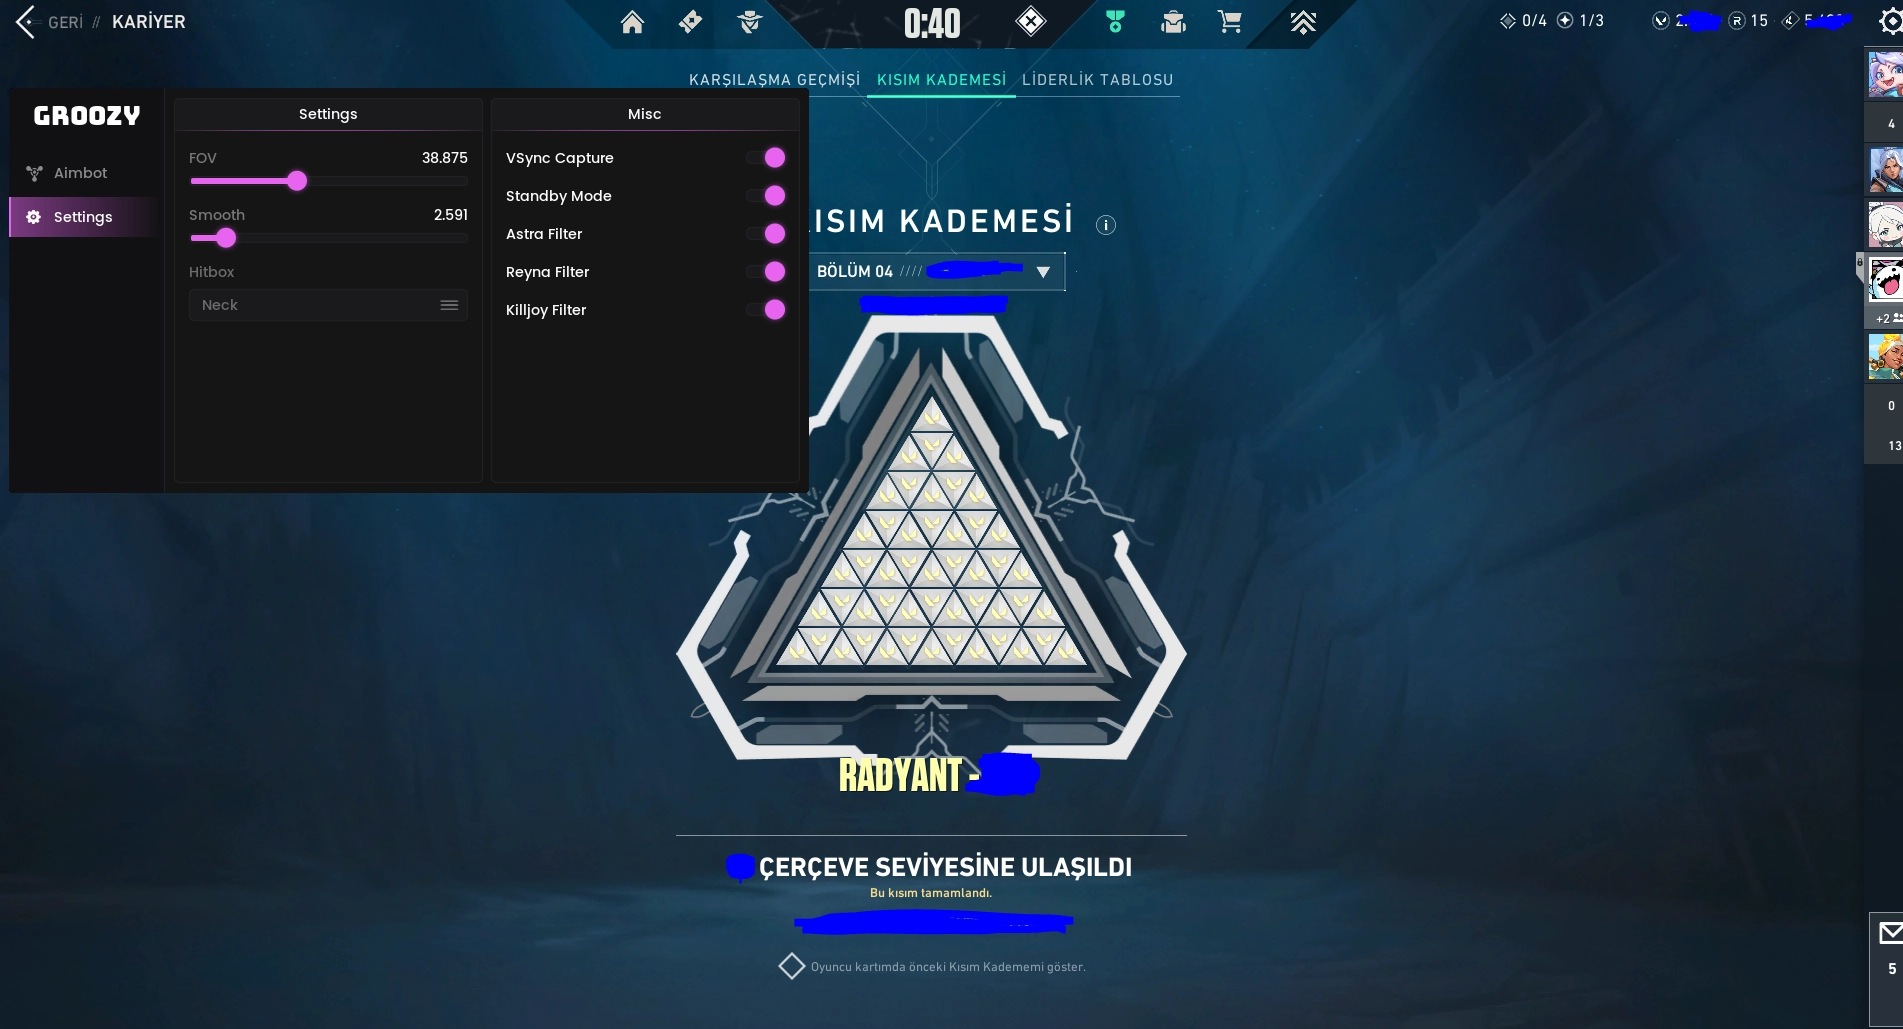 GERİ // KARİYER
0:40
0/4 1/3
15
KARŞILAŞMA GEÇMİŞİ KISIM KADEMESİ LİDERLİK TABLOSU
GROOZY
Aimbot
Settings
Settings
FOV 38.875
Smooth 2.591
Hitbox
Neck
Misc
VSync Capture
Standby Mode
Astra Filter
Reyna Filter
Killjoy Filter
ISIM KADEMESİ
BÖLÜM 04 ////
RADYANT -
ÇERÇEVE SEVİYESİNE ULAŞILDI
Bu kısım tamamlandı.
Oyuncu kartımda önceki Kısım Kadememi göster.
4
+2
0
13
5